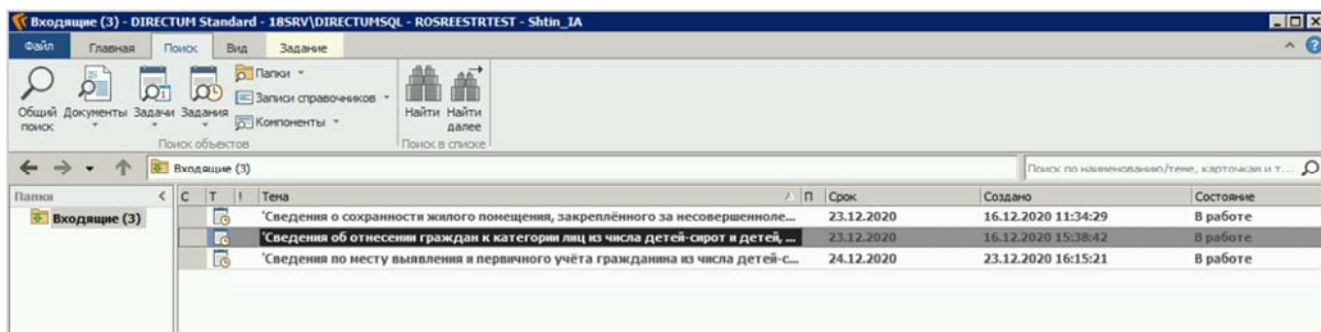 Входящие (3) - DIRECTUM Standard - 18SRV\DIRECTUMSQL - ROSREESTRTEST - Shtin_IA
Файл Главная Поиск Вид Задание
Общий поиск
Документы
Задачи
Задания
Папки
Записи справочников
Компоненты
Найти
Найти далее
Поиск объектов
Поиск в списке
Входящие (3)
Поиск по наименованию/теме, карточкам и т...
Папки
Входящие (3)
С Т ! Тема П Срок Создано Состояние
'Сведения о сохранности жилого помещения, закреплённого за несовершенноле... 23.12.2020 16.12.2020 11:34:29 В работе
'Сведения об отнесении граждан к категории лиц из числа детей-сирот и детей, ... 23.12.2020 16.12.2020 15:38:42 В работе
'Сведения по месту выявления и первичного учёта гражданина из числа детей-с... 24.12.2020 23.12.2020 16:15:21 В работе